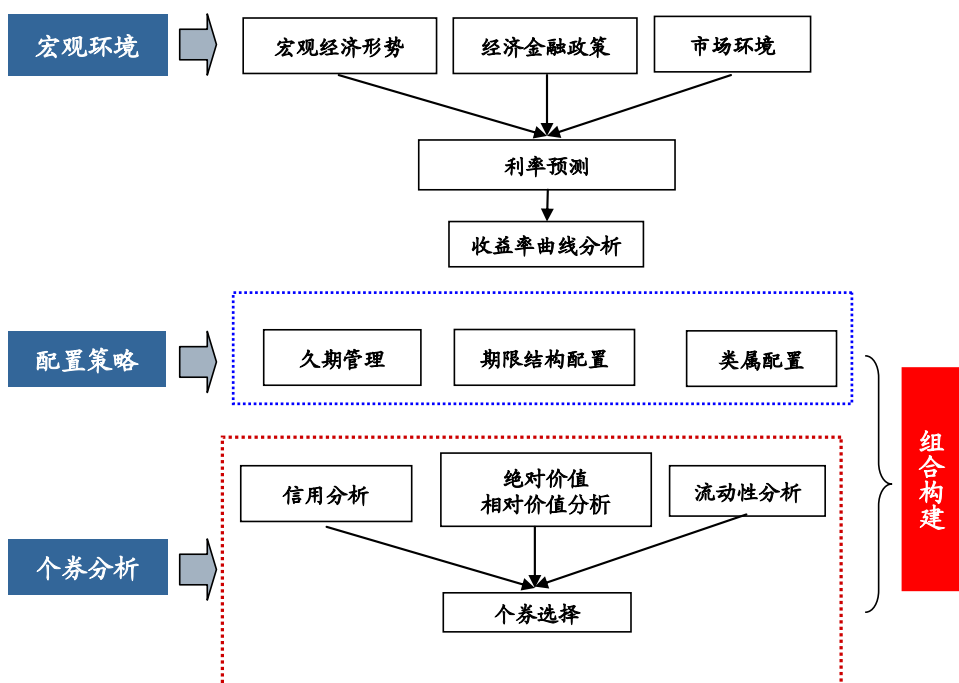 宏观环境
宏观经济形势
经济金融政策
市场环境
利率预测
收益率曲线分析
配置策略
久期管理
期限结构配置
类属配置
组合构建
个券分析
信用分析
绝对价值
相对价值分析
流动性分析
个券选择